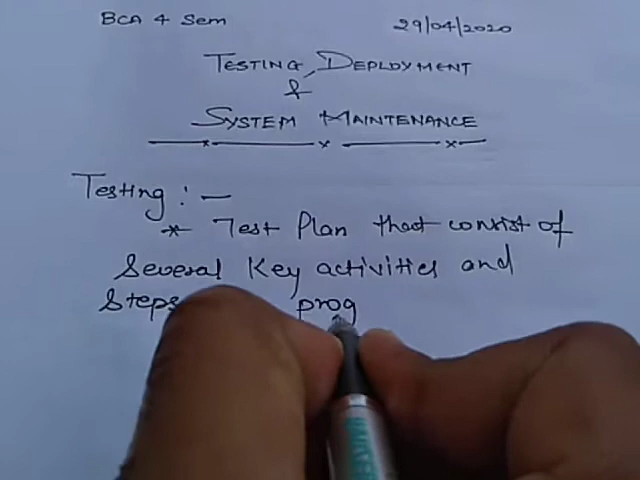 BCA 4 Sem 29/04/2020
TESTING, DEPLOYMENT
&
SYSTEM MAINTENANCE
Testing : —
* Test Plan that consist of
Several Key activities and
Steps prog